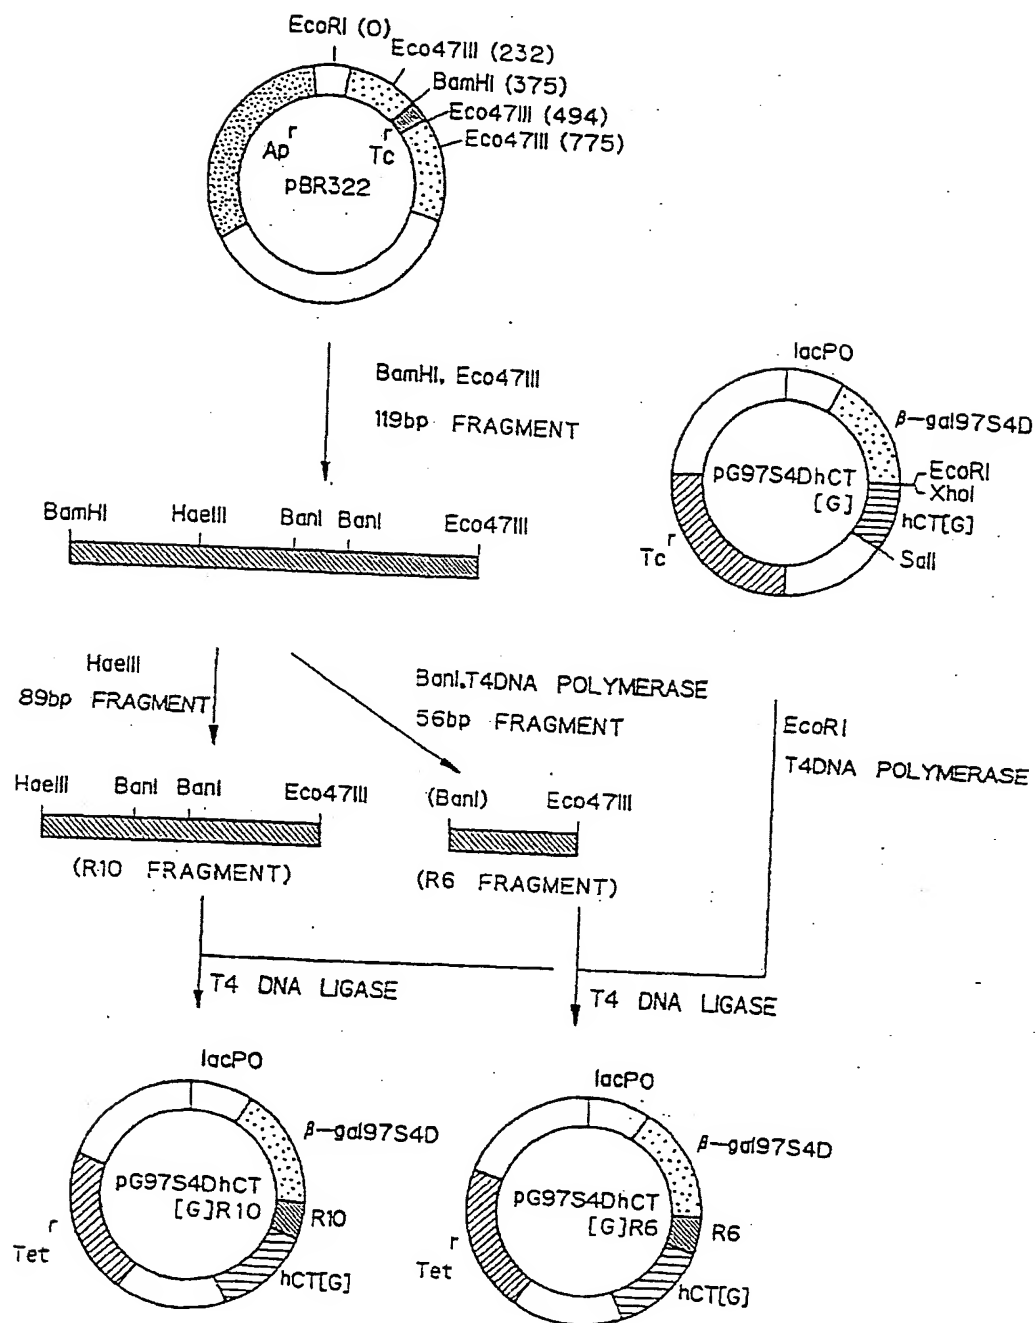 EcoRI (0)
Eco47III (232)
BamHI (375)
Eco47III (494)
Eco47III (775)
Ap r
Tc r
pBR322
BamHI, Eco47III
119bp FRAGMENT
lacPO
β-gal97S4D
EcoRI
XhoI
hCT[G]
SalI
pG97S4DhCT
[G]
Tc r
BamHI
HaeIII
BanI
BanI
Eco47III
HaeIII
89bp FRAGMENT
BanI,T4DNA POLYMERASE
56bp FRAGMENT
EcoRI
T4DNA POLYMERASE
HaeIII
BanI
BanI
Eco47III
(R10 FRAGMENT)
(BanI)
Eco47III
(R6 FRAGMENT)
T4 DNA LIGASE
T4 DNA LIGASE
lacPO
β-gal97S4D
pG97S4DhCT
[G]R10
R10
Tet r
hCT[G]
lacPO
β-gal97S4D
pG97S4DhCT
[G]R6
R6
Tet r
hCT[G]